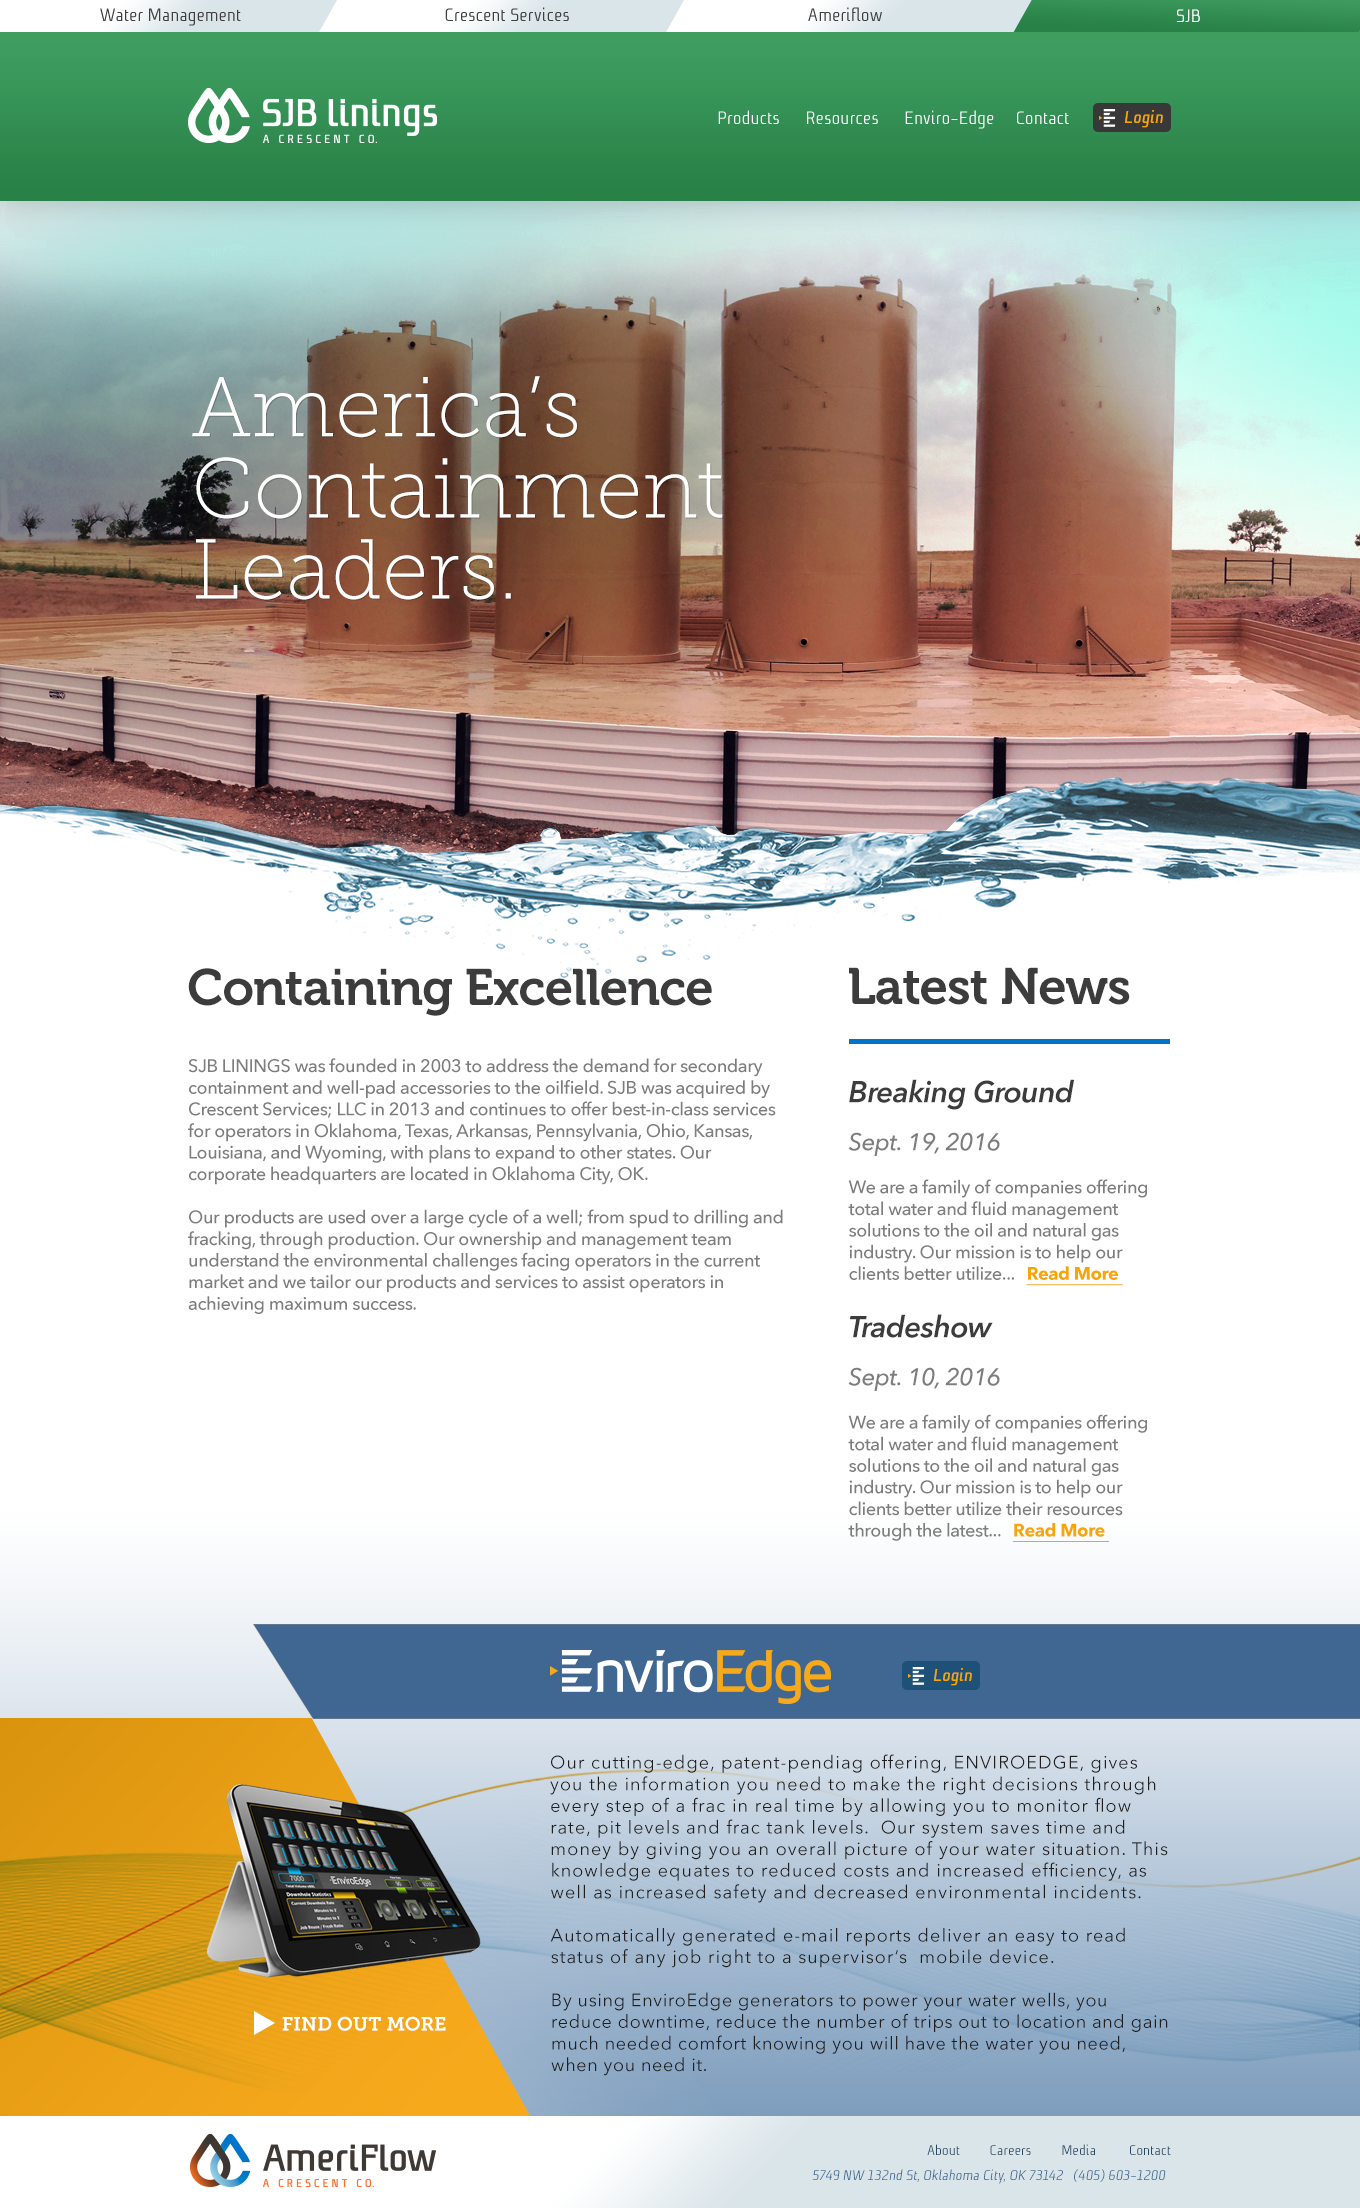 Water Management
Crescent Services
Ameriflow
SJB
SJB linings
A CRESCENT CO.
Products
Resources
Enviro-Edge
Contact
Login
America's
Containment
Leaders.
Containing Excellence
SJB LININGS was founded in 2003 to address the demand for secondary
containment and well-pad accessories to the oilfield. SJB was acquired by
Crescent Services; LLC in 2013 and continues to offer best-in-class services
for operators in Oklahoma, Texas, Arkansas, Pennsylvania, Ohio, Kansas,
Louisiana, and Wyoming, with plans to expand to other states. Our
corporate headquarters are located in Oklahoma City, OK.
Our products are used over a large cycle of a well; from spud to drilling and
fracking, through production. Our ownership and management team
understand the environmental challenges facing operators in the current
market and we tailor our products and services to assist operators in
achieving maximum success.
Latest News
Breaking Ground
Sept. 19, 2016
We are a family of companies offering
total water and fluid management
solutions to the oil and natural gas
industry. Our mission is to help our
clients better utilize... Read More
Tradeshow
Sept. 10, 2016
We are a family of companies offering
total water and fluid management
solutions to the oil and natural gas
industry. Our mission is to help our
clients better utilize their resources
through the latest... Read More
EnviroEdge
Login
Our cutting-edge, patent-pendiag offering, ENVIROEDGE, gives
you the information you need to make the right decisions through
every step of a frac in real time by allowing you to monitor flow
rate, pit levels and frac tank levels. Our system saves time and
money by giving you an overall picture of your water situation. This
knowledge equates to reduced costs and increased efficiency, as
well as increased safety and decreased environmental incidents.
Automatically generated e-mail reports deliver an easy to read
status of any job right to a supervisor's mobile device.
By using EnviroEdge generators to power your water wells, you
reduce downtime, reduce the number of trips out to location and gain
much needed comfort knowing you will have the water you need,
when you need it.
7000
EnviroEdge
Downhole Statistics
FIND OUT MORE
AmeriFlow
A CRESCENT CO.
About
Careers
Media
Contact
5749 NW 132nd St, Oklahoma City, OK 73142 (405) 603-1200